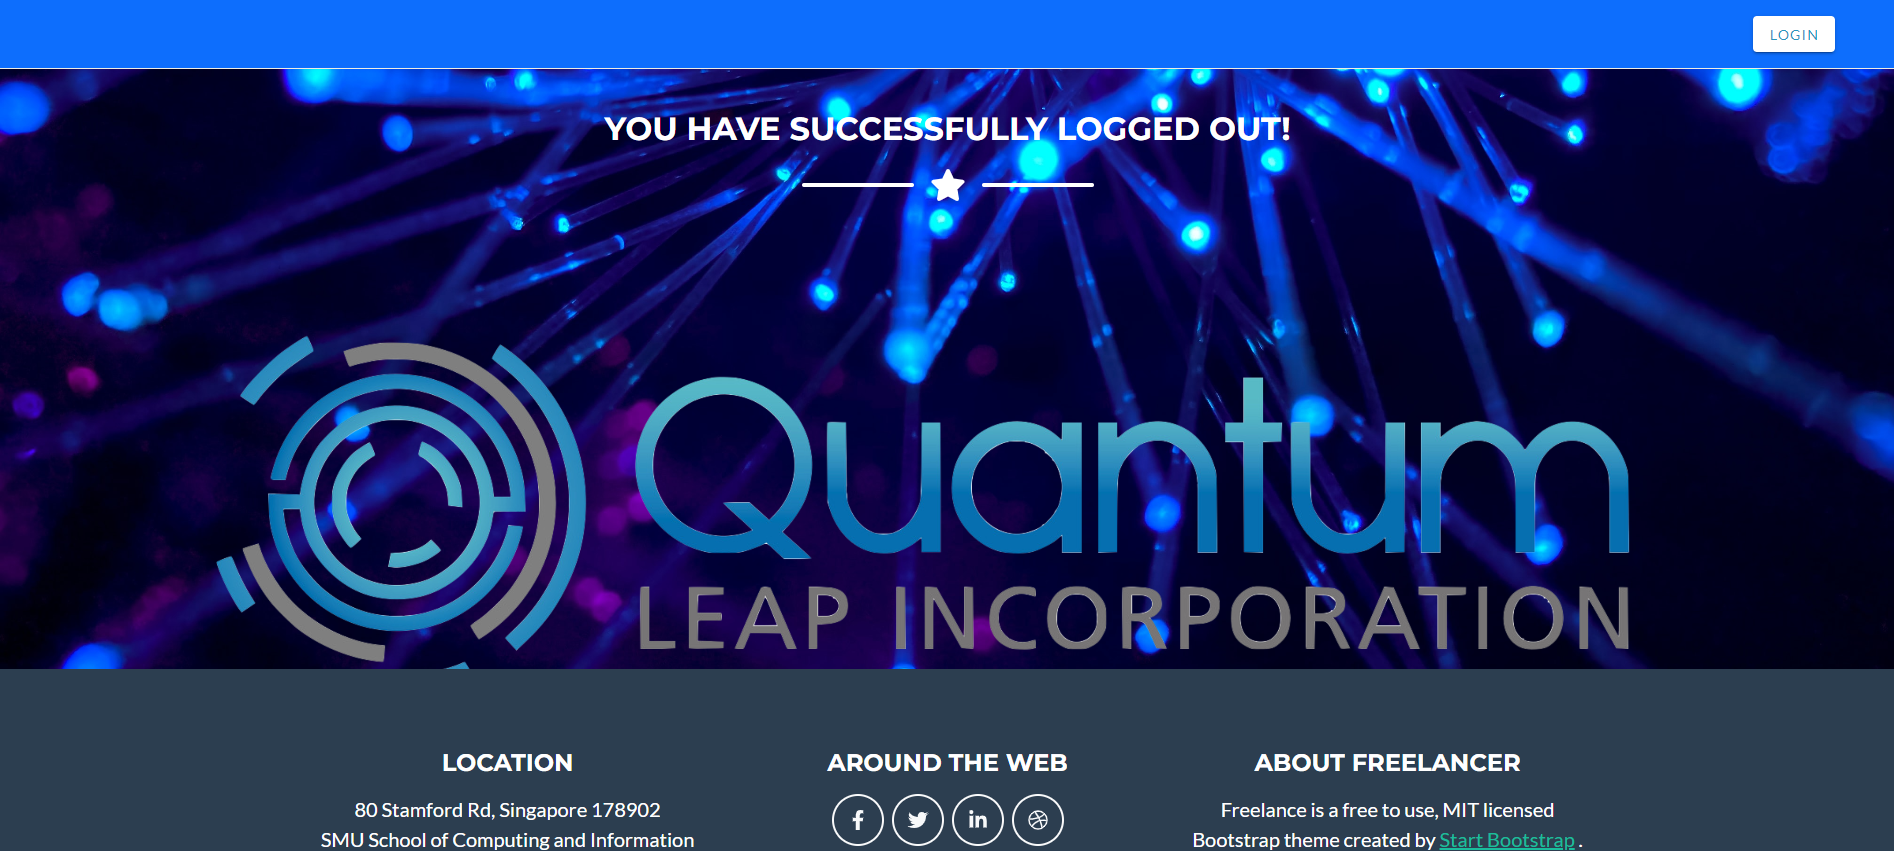 LOGIN
YOU HAVE SUCCESSFULLY LOGGED OUT!
Quantum
LEAP INCORPORATION
LOCATION
80 Stamford Rd, Singapore 178902
SMU School of Computing and Information
AROUND THE WEB
ABOUT FREELANCER
Freelance is a free to use, MIT licensed
Bootstrap theme created by Start Bootstrap .